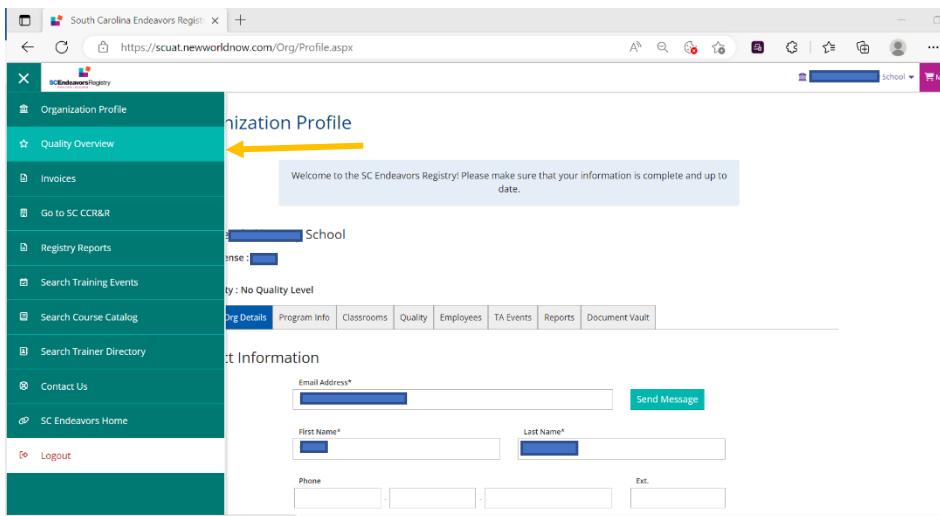 South Carolina Endeavors Regist
https://scuat.newworldnow.com/Org/Profile.aspx
SCEndeavorsRegistry
School
M
Organization Profile
Quality Overview
Invoices
Go to SC CCR&R
Registry Reports
Search Training Events
Search Course Catalog
Search Trainer Directory
Contact Us
SC Endeavors Home
Logout
nization Profile
Welcome to the SC Endeavors Registry! Please make sure that your information is complete and up to
date.
School
ense :
ty : No Quality Level
Org Details Program Info Classrooms Quality Employees TA Events Reports Document Vault
ct Information
Email Address*
Send Message
First Name* Last Name*
Phone Ext.
- -